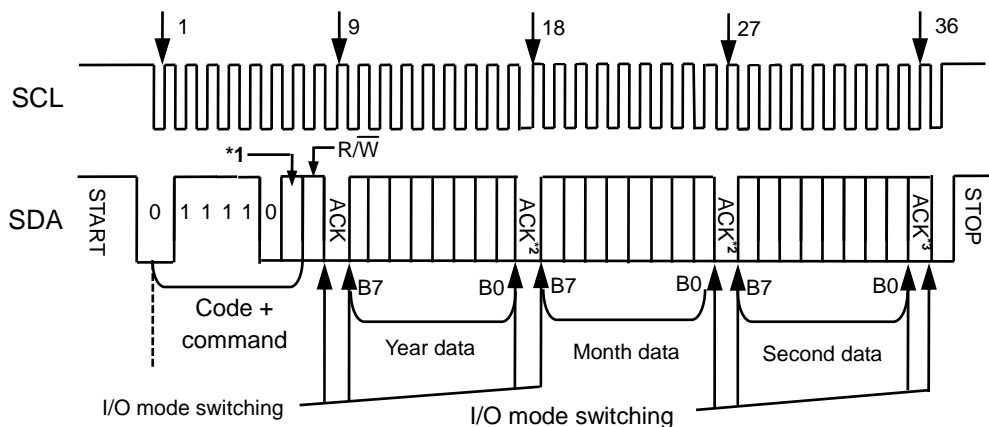 1 9 18 27 36
SCL
*1 R/W̅
SDA START 0 1 1 1 1 0 ACK ACK*2 ACK*2 ACK*3 STOP
B7 B0 B7 B0 B7 B0
Code +
command
Year data Month data Second data
I/O mode switching I/O mode switching